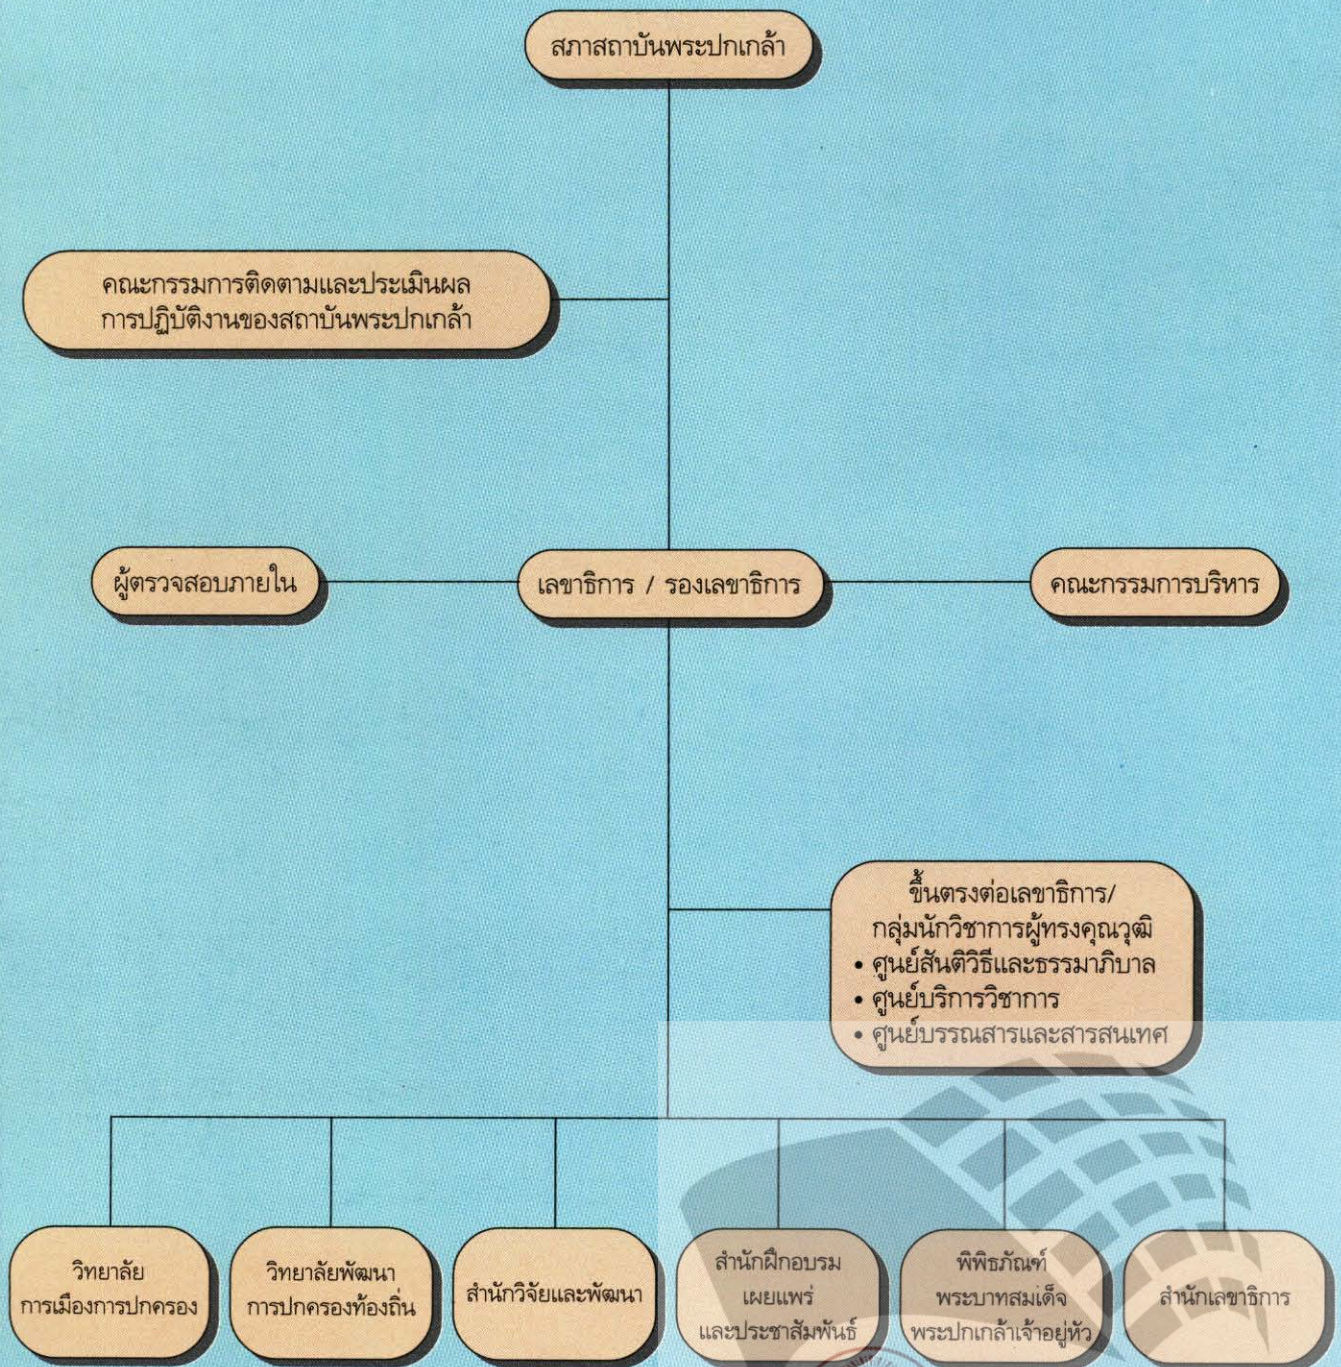 สภาสถาบันพระปกเกล้า
คณะกรรมการติดตามและประเมินผล
การปฏิบัติงานของสถาบันพระปกเกล้า
ผู้ตรวจสอบภายใน
เลขาธิการ / รองเลขาธิการ
คณะกรรมการบริหาร
ขึ้นตรงต่อเลขาธิการ/
กลุ่มนักวิชาการผู้ทรงคุณวุฒิ
• ศูนย์สันติวิธีและธรรมาภิบาล
• ศูนย์บริการวิชาการ
• ศูนย์บรรณสารและสารสนเทศ
วิทยาลัย
การเมืองการปกครอง
วิทยาลัยพัฒนา
การปกครองท้องถิ่น
สำนักวิจัยและพัฒนา
สำนักฝึกอบรม
เผยแพร่
และประชาสัมพันธ์
พิพิธภัณฑ์
พระบาทสมเด็จ
พระปกเกล้าเจ้าอยู่หัว
สำนักเลขาธิการ